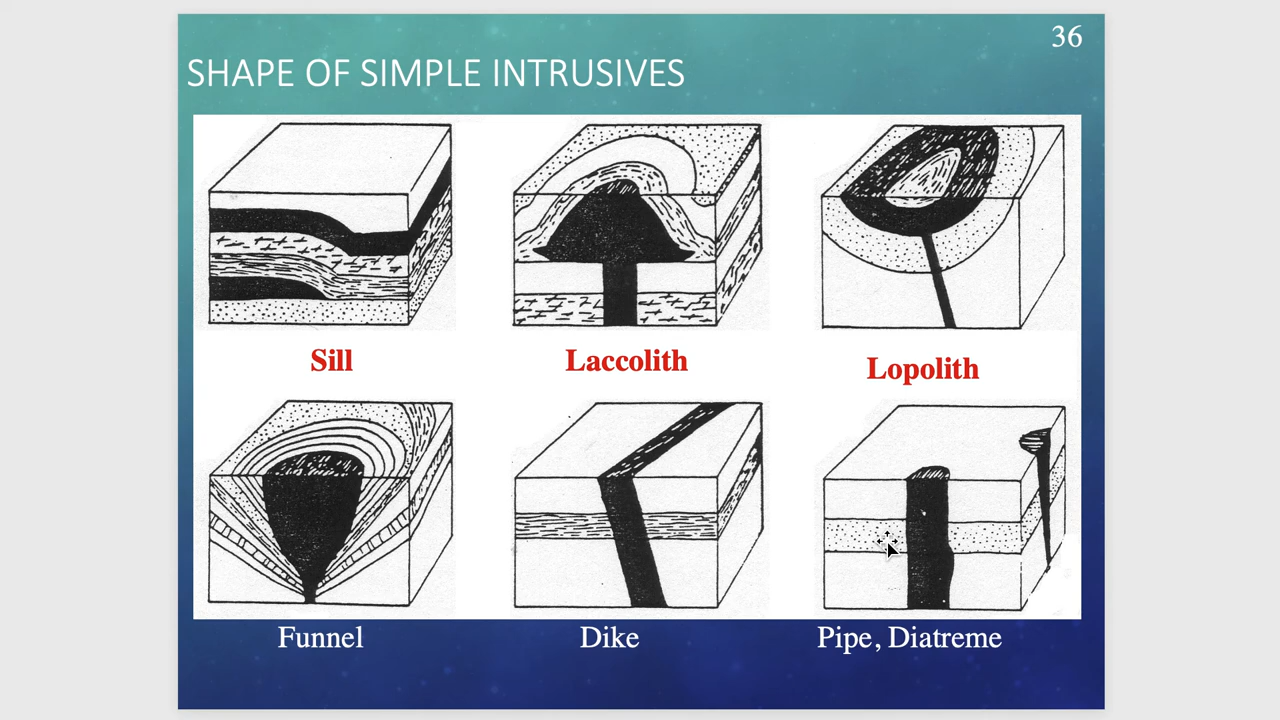 36
SHAPE OF SIMPLE INTRUSIVES
Sill
Laccolith
Lopolith
Funnel
Dike
Pipe, Diatreme